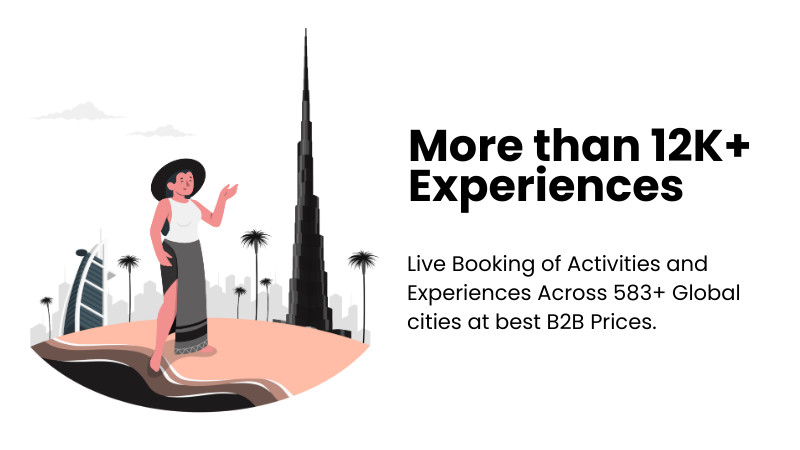 More than 12K+
Experiences
Live Booking of Activities and
Experiences Across 583+ Global
cities at best B2B Prices.